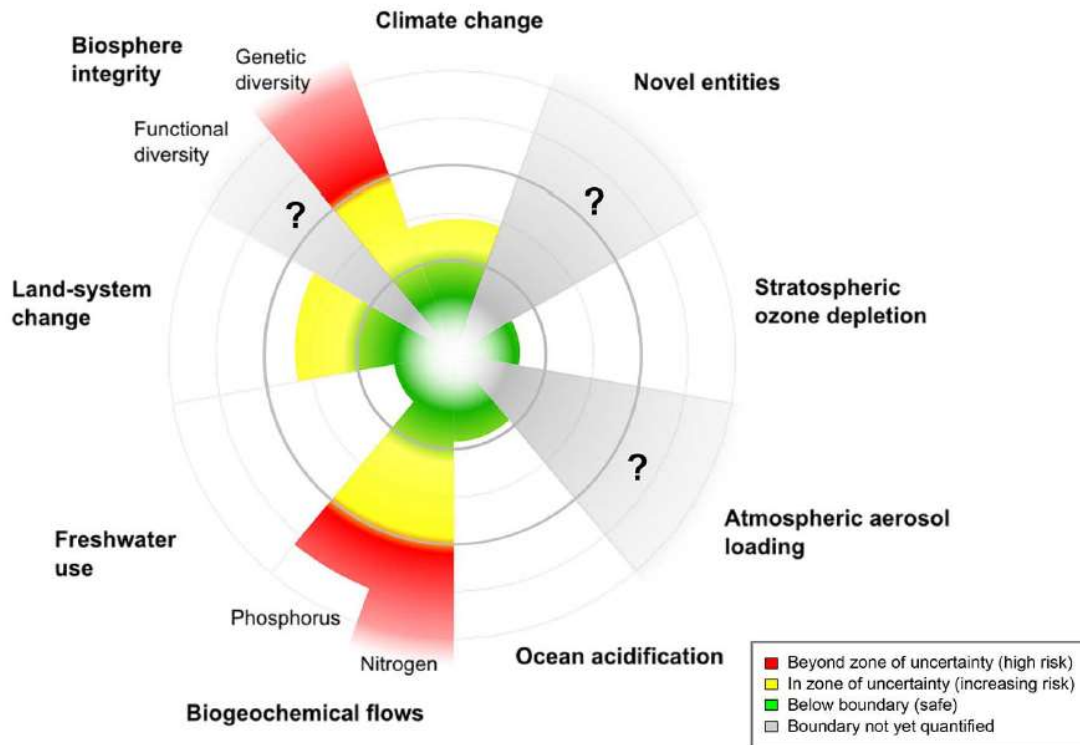 Climate change
Biosphere
integrity
Genetic
diversity
Novel entities
Functional
diversity
?
?
Land-system
change
Stratospheric
ozone depletion
?
Atmospheric aerosol
loading
Freshwater
use
Phosphorus
Nitrogen
Ocean acidification
Biogeochemical flows
Beyond zone of uncertainty (high risk)
In zone of uncertainty (increasing risk)
Below boundary (safe)
Boundary not yet quantified